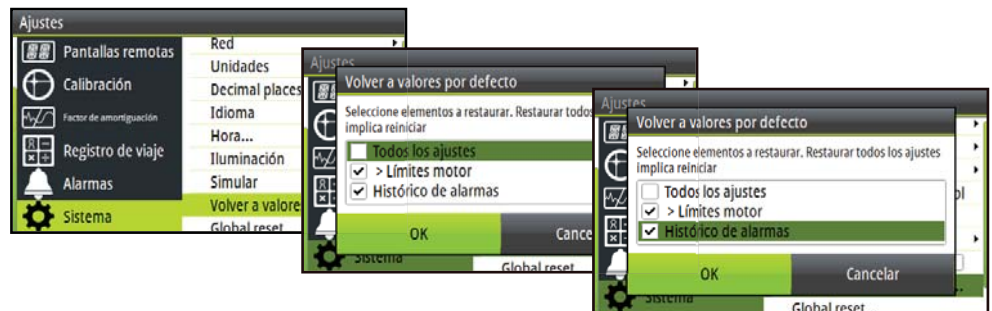 Ajustes
Pantallas remotas
Calibración
Factor de amortiguación
Registro de viaje
Alarmas
Sistema
Red
Unidades
Decimal places
Idioma
Hora...
Iluminación
Simular
Volver a valore
Global reset
Ajustes
Volver a valores por defecto
Seleccione elementos a restaurar. Restaurar todos
implica reiniciar
Todos los ajustes
> Límites motor
Histórico de alarmas
OK
Cance
Sistema
Global reset
Ajustes
Volver a valores por defecto
Seleccione elementos a restaurar. Restaurar todos los ajustes
implica reiniciar
Todos los ajustes
> Límites motor
Histórico de alarmas
OK
Cancelar
ol
Sistema
Global reset